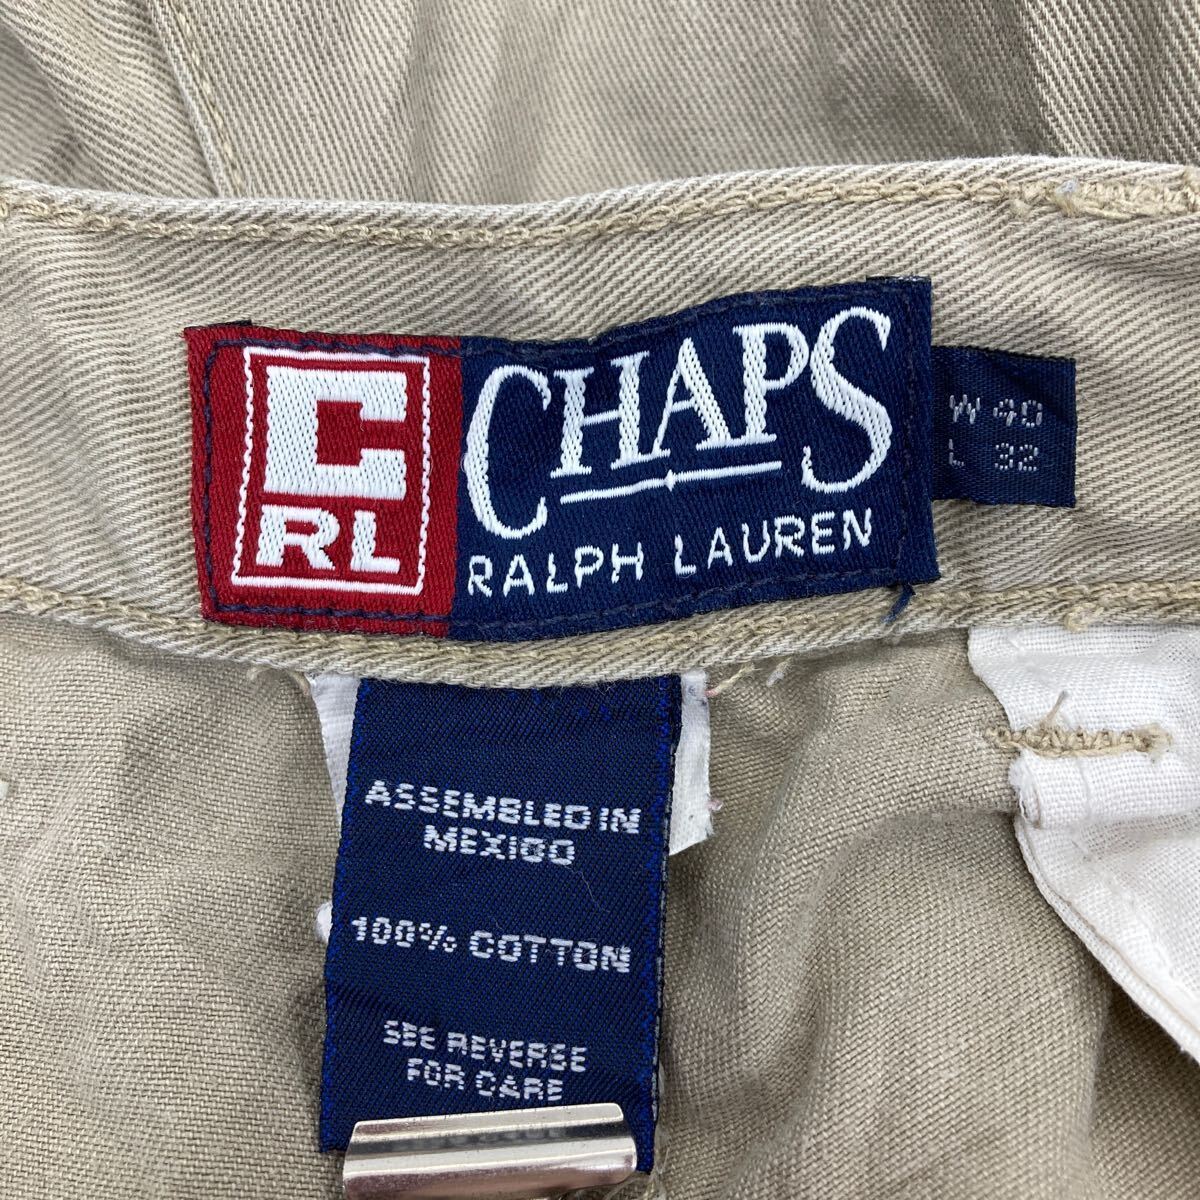 C
RL
CHAPS
RALPH LAUREN
W 40
L 32
ASSEMBLED IN
MEXICO
100% COTTON
SEE REVERSE
FOR CARE